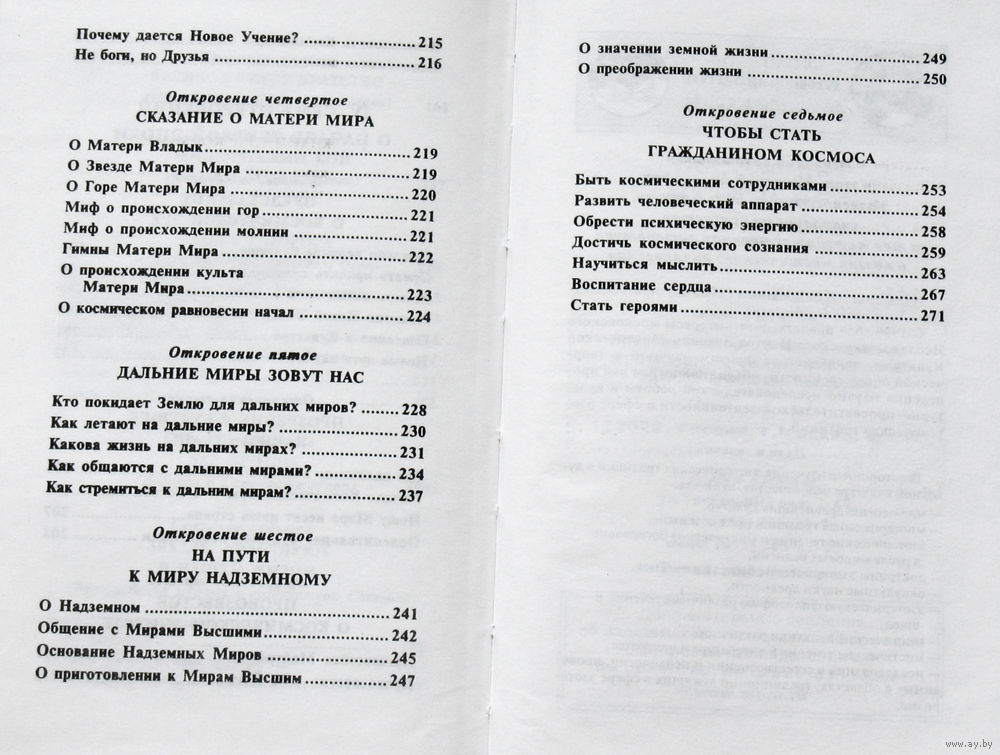 Почему дается Новое Учение? ................ 215
Не боги, но Друзья ................ 216
Откровение четвертое
СКАЗАНИЕ О МАТЕРИ МИРА
О Матери Владык ................ 219
О Звезде Матери Мира ................ 219
О Горе Матери Мира ................ 220
Миф о происхождении гор ................ 221
Миф о происхождении молнии ................ 221
Гимны Матери Мира ................ 222
О происхождении культа
Матери Мира ................ 223
О космическом равновесии начал ................ 224
Откровение пятое
ДАЛЬНИЕ МИРЫ ЗОВУТ НАС
Кто покидает Землю для дальних миров? ........ 228
Как летают на дальние миры? ................ 230
Какова жизнь на дальних мирах? ................ 231
Как общаются с дальними мирами? ................ 234
Как стремиться к дальним мирам? ................ 237
Откровение шестое
НА ПУТИ
К МИРУ НАДЗЕМНОМУ
О Надземном ................ 241
Общение с Мирами Высшими ................ 242
Основание Надземных Миров ................ 245
О приготовлении к Мирам Высшим ................ 247
О значении земной жизни ................ 249
О преображении жизни ................ 250
Откровение седьмое
ЧТОБЫ СТАТЬ
ГРАЖДАНИНОМ КОСМОСА
Быть космическими сотрудниками ................ 253
Развить человеческий аппарат ................ 254
Обрести психическую энергию ................ 258
Достичь космического сознания ................ 259
Научиться мыслить ................ 263
Воспитание сердца ................ 267
Стать героями ................ 271
www.ay.by